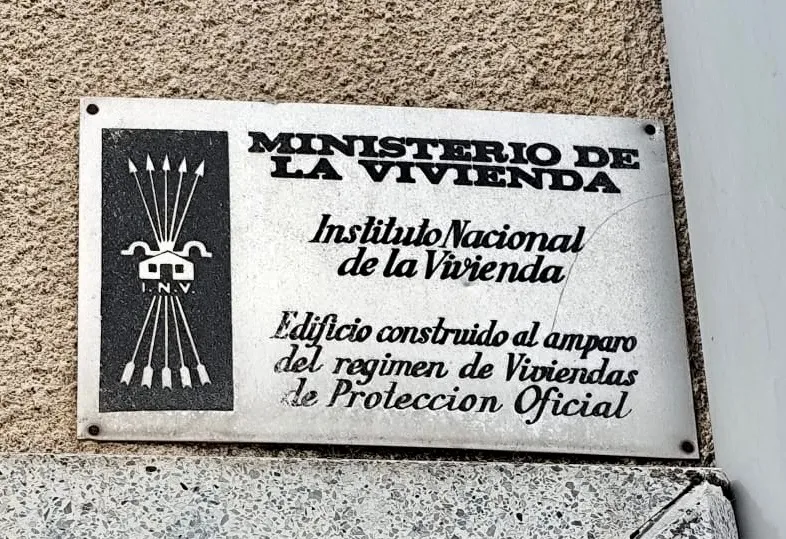 MINISTERIO DE
LA VIVIENDA
Instituto Nacional
de la Vivienda
I.N.V
Edificio construido al amparo
del regimen de Viviendas
de Proteccion Oficial